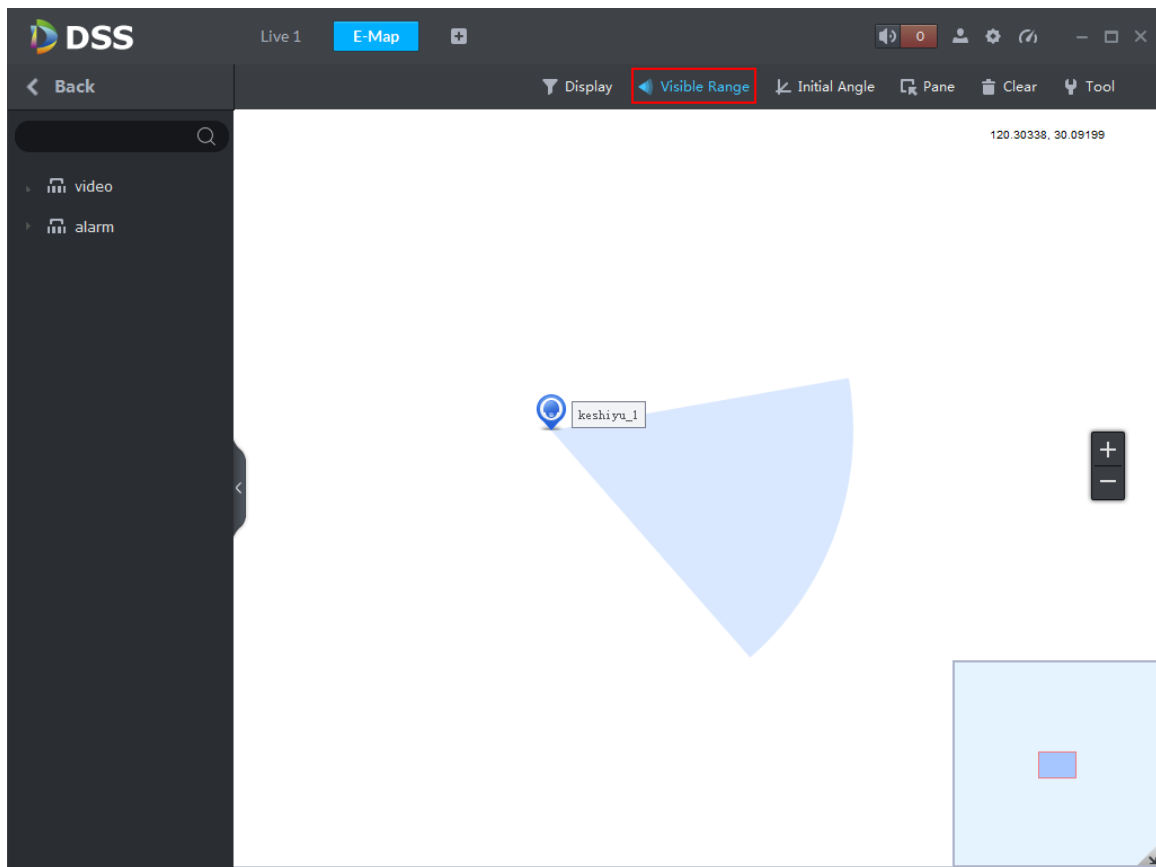 DSS Live 1 E-Map 0
Back Display Visible Range Initial Angle Pane Clear Tool
120.30338, 30.09199
video
alarm
keshiyu_1